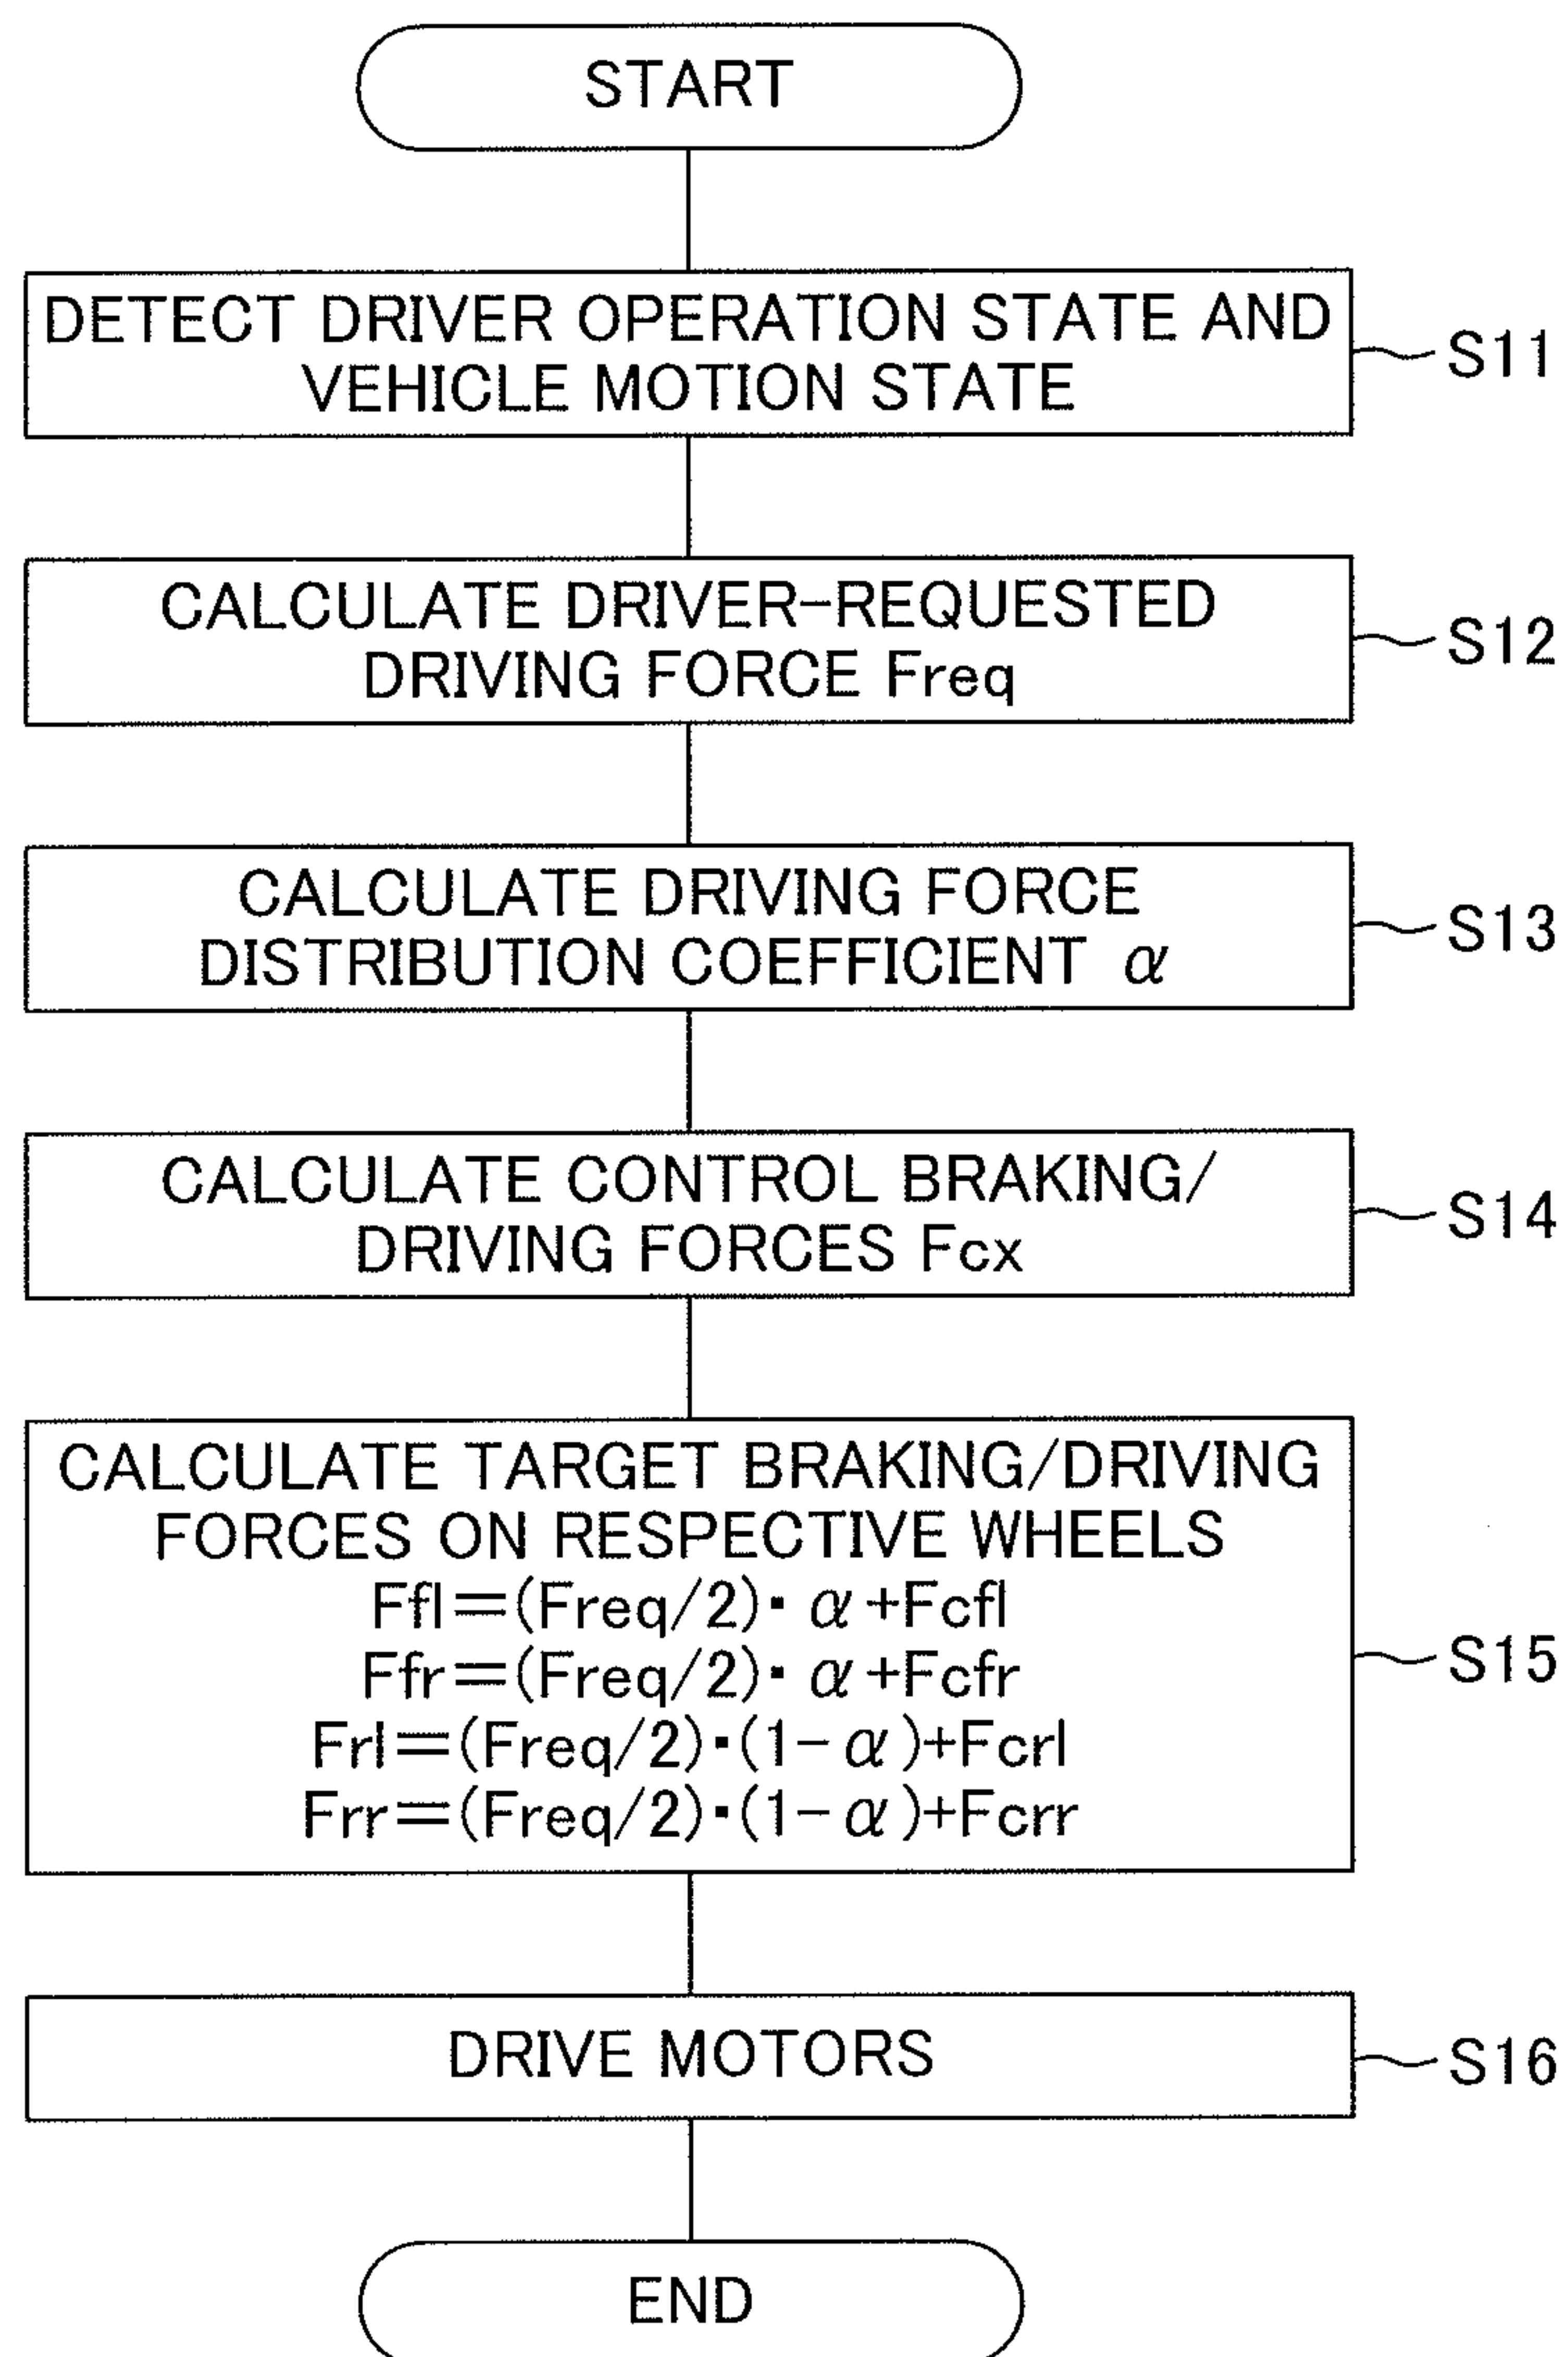 START
DETECT DRIVER OPERATION STATE AND
VEHICLE MOTION STATE
S11
CALCULATE DRIVER-REQUESTED
DRIVING FORCE Freq
S12
CALCULATE DRIVING FORCE
DISTRIBUTION COEFFICIENT α
S13
CALCULATE CONTROL BRAKING/
DRIVING FORCES Fcx
S14
CALCULATE TARGET BRAKING/DRIVING
FORCES ON RESPECTIVE WHEELS
Ffl=(Freq/2)・α+Fcfl
Ffr=(Freq/2)・α+Fcfr
Frl=(Freq/2)・(1-α)+Fcrl
Frr=(Freq/2)・(1-α)+Fcrr
S15
DRIVE MOTORS
S16
END